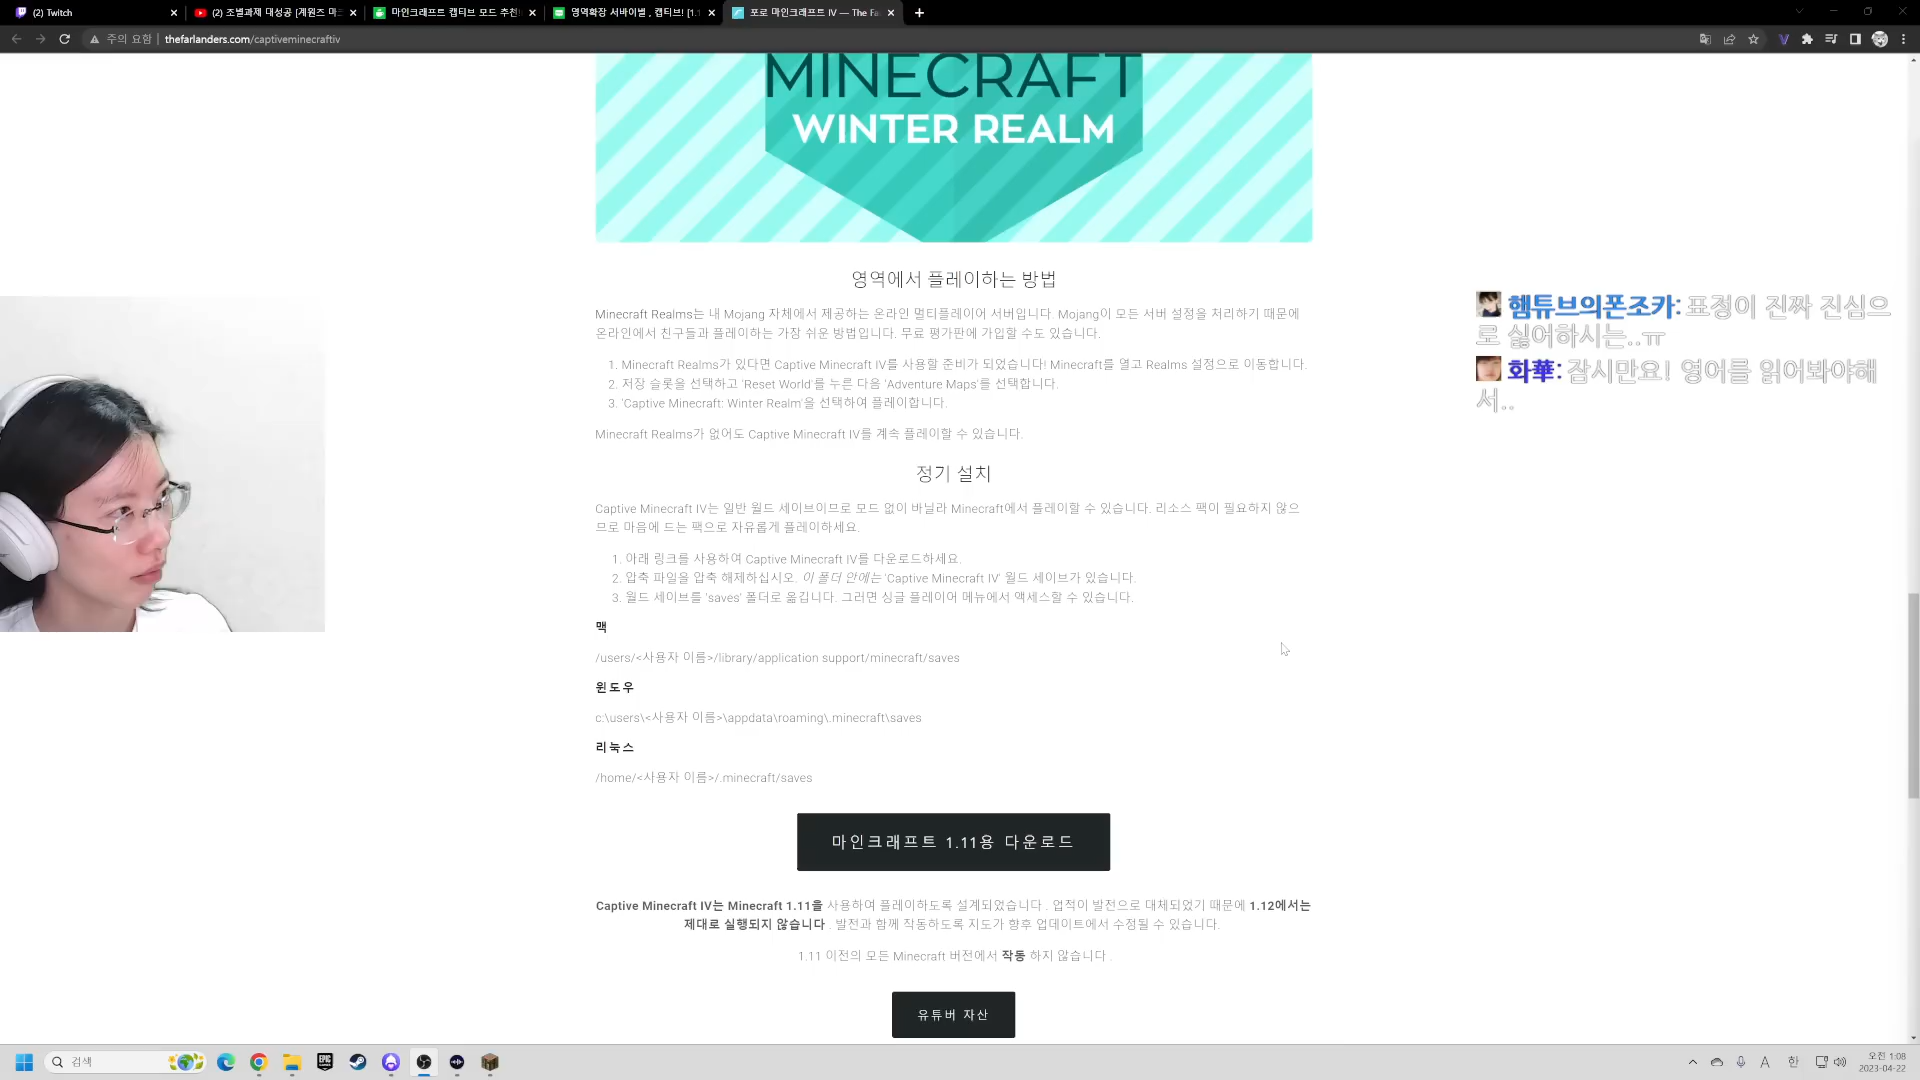 (2) Twitch
(2) 조별과제 대성공 [계원즈 마크
마인크래프트 캡티브 모드 추천!
영역확장 서바이벌 , 캡티브! [1.1
포로 마인크래프트 IV — The Far
주의 요함
thefarlanders.com/captiveminecraftiv
MINECRAFT
WINTER REALM
영역에서 플레이하는 방법
Minecraft Realms는 내 Mojang 자체에서 제공하는 온라인 멀티플레이어 서버입니다. Mojang이 모든 서버 설정을 처리하기 때문에
온라인에서 친구들과 플레이하는 가장 쉬운 방법입니다. 무료 평가판에 가입할 수도 있습니다.
1. Minecraft Realms가 있다면 Captive Minecraft IV를 사용할 준비가 되었습니다! Minecraft를 열고 Realms 설정으로 이동합니다.
2. 저장 슬롯을 선택하고 'Reset World'를 누른 다음 'Adventure Maps'를 선택합니다.
3. 'Captive Minecraft: Winter Realm'을 선택하여 플레이합니다.
Minecraft Realms가 없어도 Captive Minecraft IV를 계속 플레이할 수 있습니다.
정기 설치
Captive Minecraft IV는 일반 월드 세이브이므로 모드 없이 바닐라 Minecraft에서 플레이할 수 있습니다. 리소스 팩이 필요하지 않으
므로 마음에 드는 팩으로 자유롭게 플레이하세요.
1. 아래 링크를 사용하여 Captive Minecraft IV를 다운로드하세요.
2. 압축 파일을 압축 해제하십시오. 이 폴더 안에는 'Captive Minecraft IV' 월드 세이브가 있습니다.
3. 월드 세이브를 'saves' 폴더로 옮깁니다. 그러면 싱글 플레이어 메뉴에서 액세스할 수 있습니다.
맥
/users/<사용자 이름>/library/application support/minecraft/saves
윈도우
c:\users\<사용자 이름>\appdata\roaming\.minecraft\saves
리눅스
/home/<사용자 이름>/.minecraft/saves
마인크래프트 1.11용 다운로드
Captive Minecraft IV는 Minecraft 1.11을 사용하여 플레이하도록 설계되었습니다 . 업적이 발전으로 대체되었기 때문에 1.12에서는
제대로 실행되지 않습니다 . 발전과 함께 작동하도록 지도가 향후 업데이트에서 수정될 수 있습니다.
1.11 이전의 모든 Minecraft 버전에서 작동 하지 않습니다 .
유튜버 자산
햄튜브의폰조카: 표정이 진짜 진심으
로 싫어하시는..ㅠ
화華: 잠시만요! 영어를 읽어봐야해
서..
검색
EPIC
A
한
오전 1:08
2023-04-22